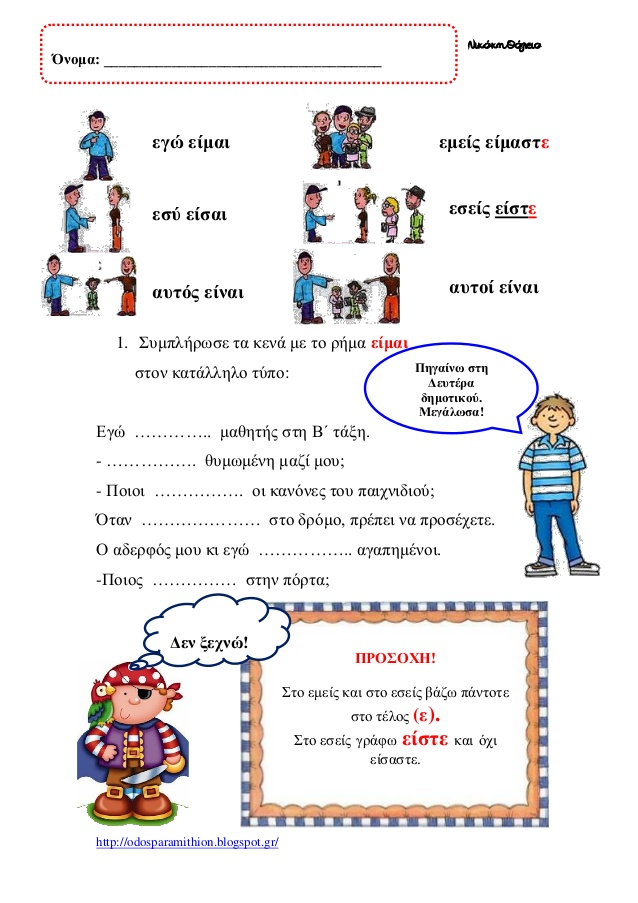 Νικάκη Θάλεια
Όνομα: ______________________________________
εγώ είμαι
εμείς είμαστε
εσύ είσαι
εσείς είστε
αυτός είναι
αυτοί είναι
1. Συμπλήρωσε τα κενά με το ρήμα είμαι
στον κατάλληλο τύπο:
Πηγαίνω στη
Δευτέρα
δημοτικού.
Μεγάλωσα!
Εγώ ………….. μαθητής στη Β΄ τάξη.
- ……………. θυμωμένη μαζί μου;
- Ποιοι ……………. οι κανόνες του παιχνιδιού;
Όταν ………………… στο δρόμο, πρέπει να προσέχετε.
Ο αδερφός μου κι εγώ …………….. αγαπημένοι.
-Ποιος …………… στην πόρτα;
Δεν ξεχνώ!
ΠΡΟΣΟΧΗ!
Στο εμείς και στο εσείς βάζω πάντοτε
στο τέλος (ε).
Στο εσείς γράφω είστε και όχι
είσαστε.
http://odosparamithion.blogspot.gr/